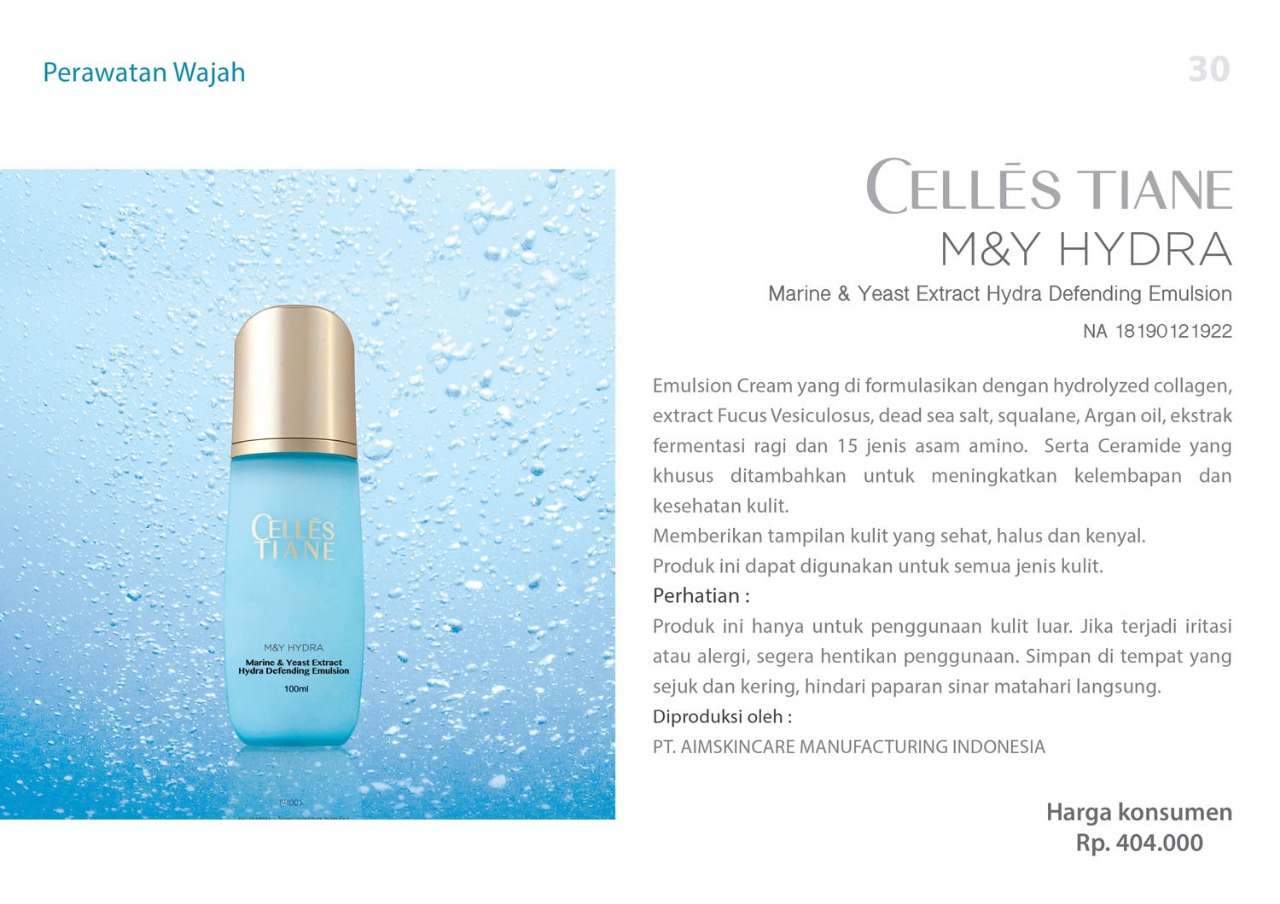 Perawatan Wajah
30
CELLĒS TIANE
M&Y HYDRA
Marine & Yeast Extract Hydra Defending Emulsion
NA 18190121922
Emulsion Cream yang di formulasikan dengan hydrolyzed collagen,
extract Fucus Vesiculosus, dead sea salt, squalane, Argan oil, ekstrak
fermentasi ragi dan 15 jenis asam amino. Serta Ceramide yang
khusus ditambahkan untuk meningkatkan kelembapan dan
kesehatan kulit.
Memberikan tampilan kulit yang sehat, halus dan kenyal.
Produk ini dapat digunakan untuk semua jenis kulit.
Perhatian :
Produk ini hanya untuk penggunaan kulit luar. Jika terjadi iritasi
atau alergi, segera hentikan penggunaan. Simpan di tempat yang
sejuk dan kering, hindari paparan sinar matahari langsung.
Diproduksi oleh :
PT. AIMSKINCARE MANUFACTURING INDONESIA
Harga konsumen
Rp. 404.000
CELLĒS
TIANE
M&Y HYDRA
Marine & Yeast Extract
Hydra Defending Emulsion
100ml